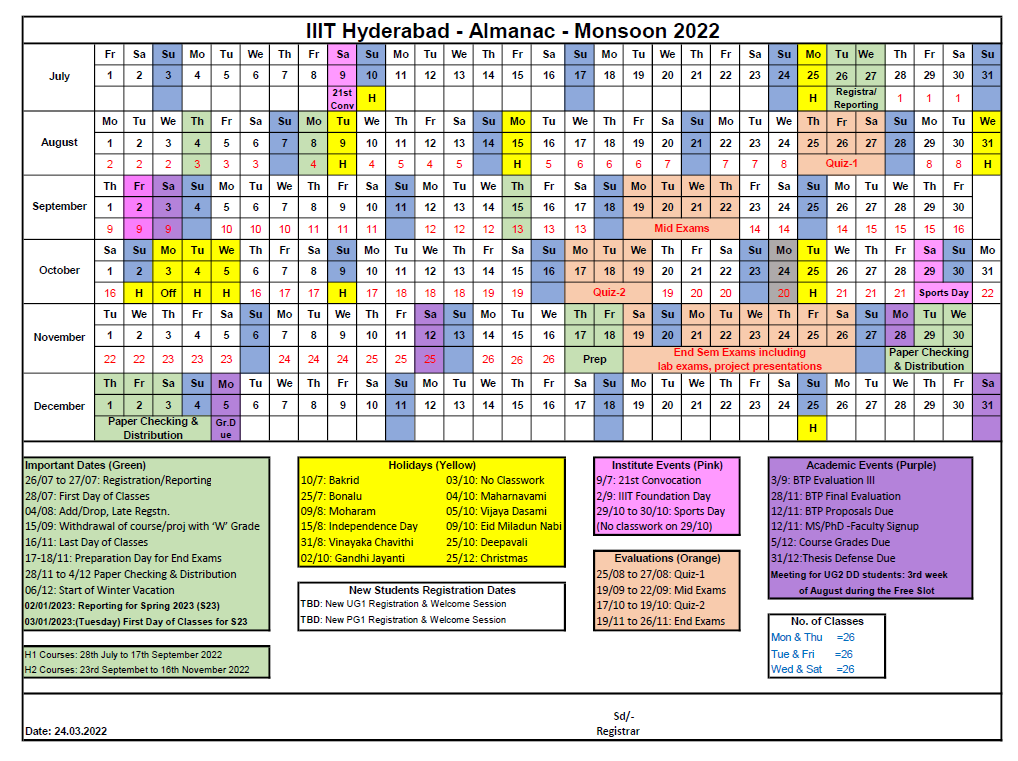 IIIT Hyderabad - Almanac - Monsoon 2022
Fr Sa Su Mo Tu We Th Fr Sa Su Mo Tu We Th Fr Sa Su Mo Tu We Th Fr Sa Su Mo Tu We Th Fr Sa Su
July 1 2 3 4 5 6 7 8 9 10 11 12 13 14 15 16 17 18 19 20 21 22 23 24 25 26 27 28 29 30 31
21st Conv H H Registra/ Reporting 1 1 1
Mo Tu We Th Fr Sa Su Mo Tu We Th Fr Sa Su Mo Tu We Th Fr Sa Su Mo Tu We Th Fr Sa Su Mo Tu We
August 1 2 3 4 5 6 7 8 9 10 11 12 13 14 15 16 17 18 19 20 21 22 23 24 25 26 27 28 29 30 31
2 2 2 3 3 3 4 H 4 5 4 5 H 5 6 6 6 7 7 7 8 Quiz-1 8 8 H
Th Fr Sa Su Mo Tu We Th Fr Sa Su Mo Tu We Th Fr Sa Su Mo Tu We Th Fr Sa Su Mo Tu We Th Fr
September 1 2 3 4 5 6 7 8 9 10 11 12 13 14 15 16 17 18 19 20 21 22 23 24 25 26 27 28 29 30
9 9 9 10 10 10 11 11 11 12 12 12 13 13 13 Mid Exams 14 14 14 15 15 15 16
Sa Su Mo Tu We Th Fr Sa Su Mo Tu We Th Fr Sa Su Mo Tu We Th Fr Sa Su Mo Tu We Th Fr Sa Su Mo
October 1 2 3 4 5 6 7 8 9 10 11 12 13 14 15 16 17 18 19 20 21 22 23 24 25 26 27 28 29 30 31
16 H Off H H 16 17 17 H 17 18 18 18 19 19 Quiz-2 19 20 20 20 H 21 21 21 Sports Day 22
Tu We Th Fr Sa Su Mo Tu We Th Fr Sa Su Mo Tu We Th Fr Sa Su Mo Tu We Th Fr Sa Su Mo Tu We
November 1 2 3 4 5 6 7 8 9 10 11 12 13 14 15 16 17 18 19 20 21 22 23 24 25 26 27 28 29 30
22 22 23 23 23 24 24 24 25 25 25 26 26 26 Prep End Sem Exams including lab exams, project presentations Paper Checking & Distribution
Th Fr Sa Su Mo Tu We Th Fr Sa Su Mo Tu We Th Fr Sa Su Mo Tu We Th Fr Sa Su Mo Tu We Th Fr Sa
December 1 2 3 4 5 6 7 8 9 10 11 12 13 14 15 16 17 18 19 20 21 22 23 24 25 26 27 28 29 30 31
Paper Checking & Distribution Gr.D ue H
Important Dates (Green)
26/07 to 27/07: Registration/Reporting
28/07: First Day of Classes
04/08: Add/Drop, Late Regstn.
15/09: Withdrawal of course/proj with ‘W’ Grade
16/11: Last Day of Classes
17-18/11: Preparation Day for End Exams
28/11 to 4/12 Paper Checking & Distribution
06/12: Start of Winter Vacation
02/01/2023: Reporting for Spring 2023 (S23)
03/01/2023:(Tuesday) First Day of Classes for S23
H1 Courses: 28th July to 17th September 2022
H2 Courses: 23rd Septembet to 16th November 2022
Holidays (Yellow)
10/7: Bakrid 03/10: No Classwork
25/7: Bonalu 04/10: Maharnavami
09/8: Moharam 05/10: Vijaya Dasami
15/8: Independence Day 09/10: Eid Miladun Nabi
31/8: Vinayaka Chavithi 25/10: Deepavali
02/10: Gandhi Jayanti 25/12: Christmas
New Students Registration Dates
TBD: New UG1 Registration & Welcome Session
TBD: New PG1 Registration & Welcome Session
Institute Events (Pink)
9/7: 21st Convocation
2/9: IIIT Foundation Day
29/10 to 30/10: Sports Day
(No classwork on 29/10)
Evaluations (Orange)
25/08 to 27/08: Quiz-1
19/09 to 22/09: Mid Exams
17/10 to 19/10: Quiz-2
19/11 to 26/11: End Exams
Academic Events (Purple)
3/9: BTP Evaluation III
28/11: BTP Final Evaluation
12/11: BTP Proposals Due
12/11: MS/PhD -Faculty Signup
5/12: Course Grades Due
31/12:Thesis Defense Due
Meeting for UG2 DD students: 3rd week
of August during the Free Slot
No. of Classes
Mon & Thu =26
Tue & Fri =26
Wed & Sat =26
Sd/-
Date: 24.03.2022 Registrar